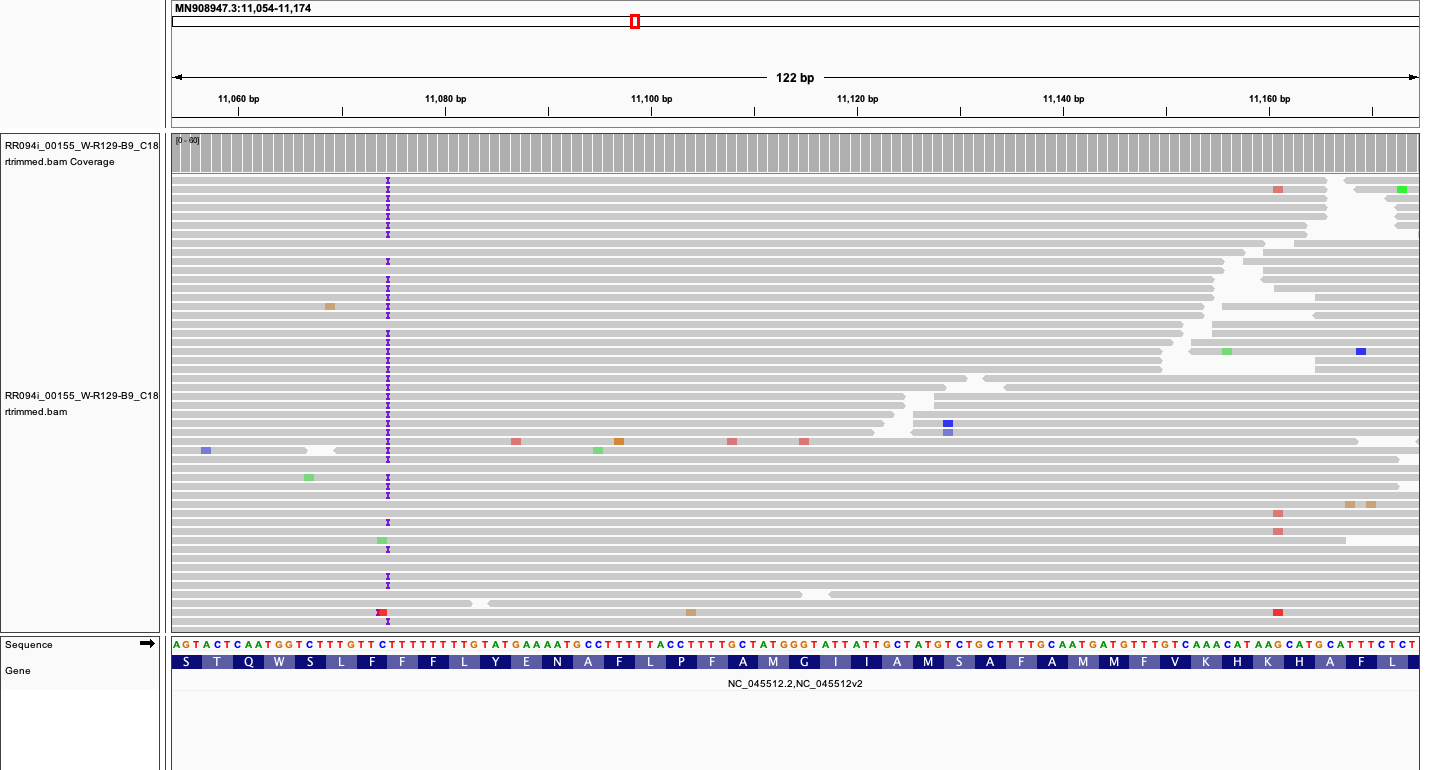 MN908947.3:11,054-11,174
122 bp
11,060 bp 11,080 bp 11,100 bp 11,120 bp 11,140 bp 11,160 bp
RR094i_00155_W-R129-B9_C18
rtrimmed.bam Coverage
[0 - 60]
RR094i_00155_W-R129-B9_C18
rtrimmed.bam
Sequence
AGTACTCAATGGTCTTTGTTCTTTTTTTTGTATGAAAATGCCTTTTTACCTTTTGCTATGGGTATTATTGCTATGTCTGCTTTTGCAATGATGTTTGTCAAACATAAGCATGCATTTCTCT
Gene
S T Q W S L F F F L Y E N A F L P F A M G I I A M S A F A M M F V K H K H A F L
NC_045512.2,NC_045512v2